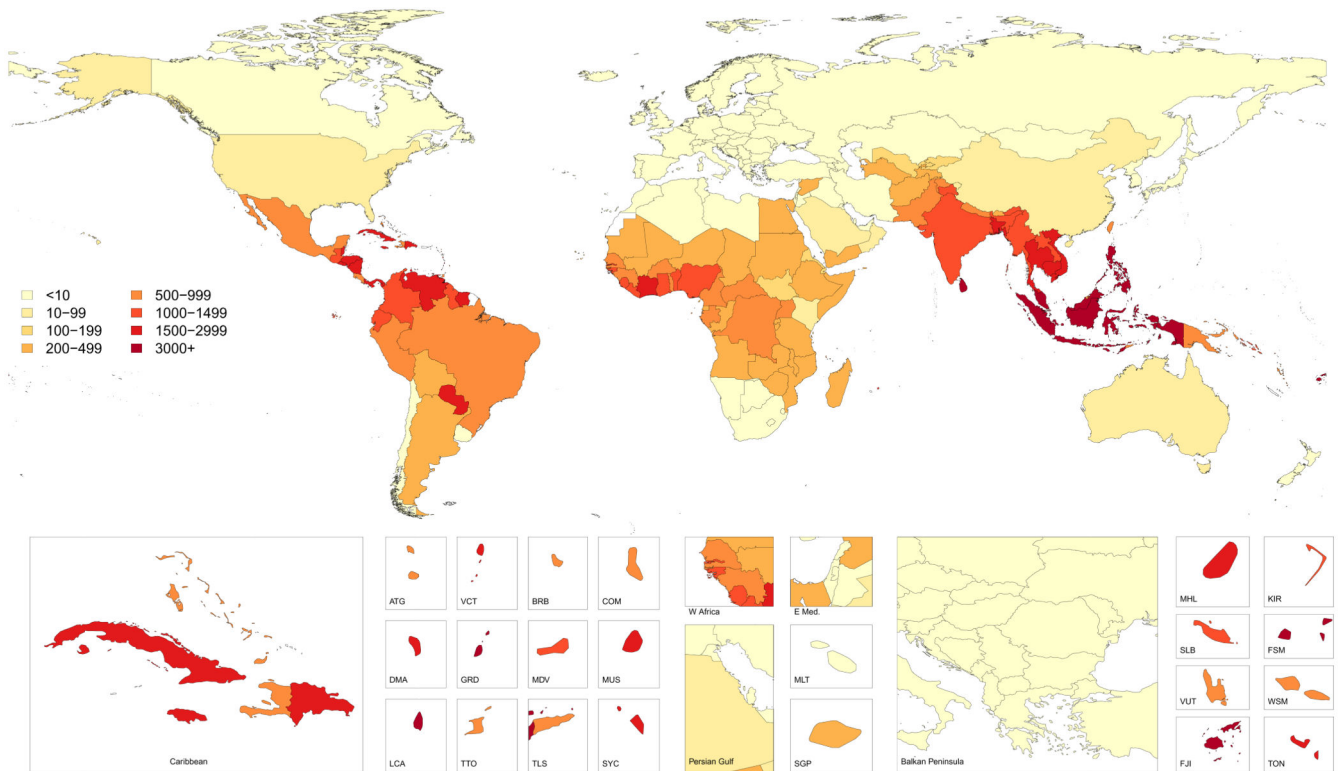 <10
10−99
100−199
200−499
500−999
1000−1499
1500−2999
3000+
Caribbean
ATG
VCT
BRB
COM
DMA
GRD
MDV
MUS
LCA
TTO
TLS
SYC
W Africa
E Med.
Persian Gulf
MLT
SGP
Balkan Peninsula
MHL
KIR
SLB
FSM
VUT
WSM
FJI
TON